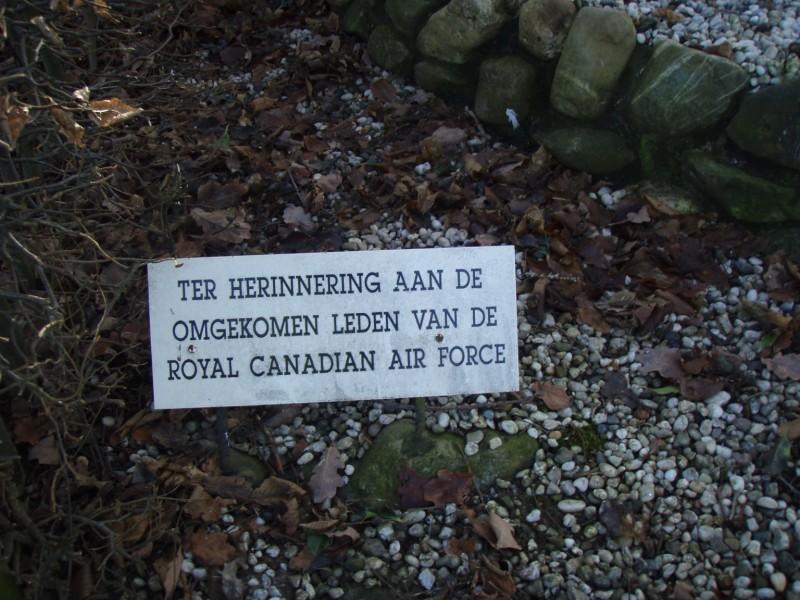 TER HERINNERING AAN DE
OMGEKOMEN LEDEN VAN DE
ROYAL CANADIAN AIR FORCE